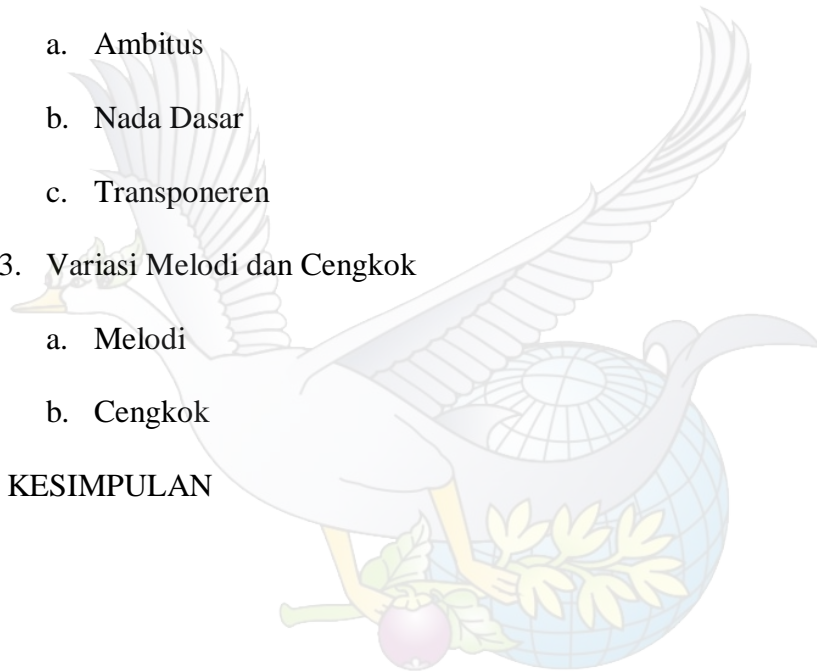 a. Ambitus
b. Nada Dasar
c. Transponeren
3. Variasi Melodi dan Cengkok
a. Melodi
b. Cengkok
KESIMPULAN